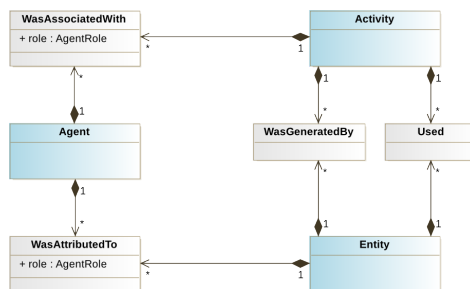 WasAssociatedWith
+ role : AgentRole
*
1
Activity
1
*
1
*
*
1
Agent
1
*
WasGeneratedBy
Used
*
1
*
1
WasAttributedTo
+ role : AgentRole
*
1
Entity